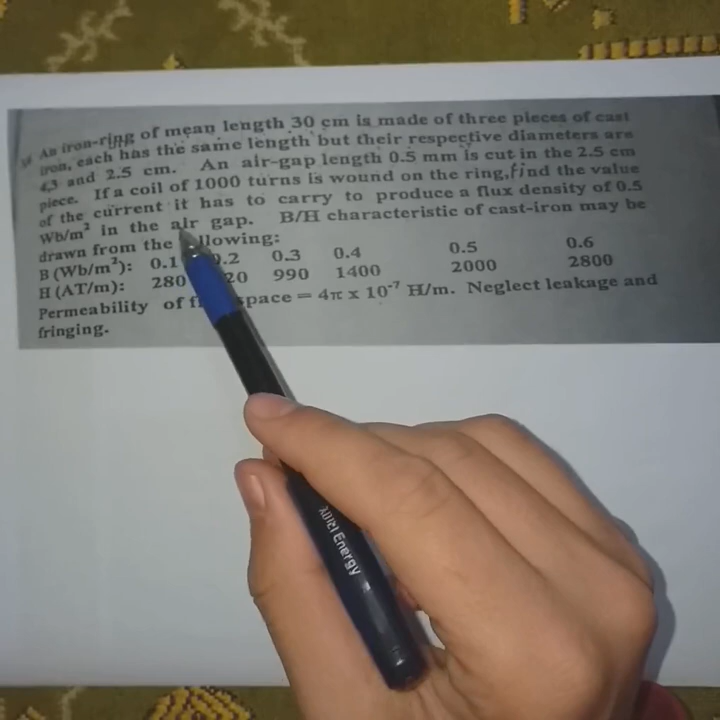 An iron-ring of mean length 30 cm is made of three pieces of cast
iron, each has the same length but their respective diameters are
4,3 and 2.5 cm. An air-gap length 0.5 mm is cut in the 2.5 cm
piece. If a coil of 1000 turns is wound on the ring,find the value
of the current it has to carry to produce a flux density of 0.5
Wb/m² in the air gap. B/H characteristic of cast-iron may be
drawn from the llowing:
B (Wb/m²): 0.1 0.2 0.3 0.4 0.5 0.6
H (AT/m): 280 20 990 1400 2000 2800
Permeability of space = 4π x 10⁻⁷ H/m. Neglect leakage and
fringing.
Energy